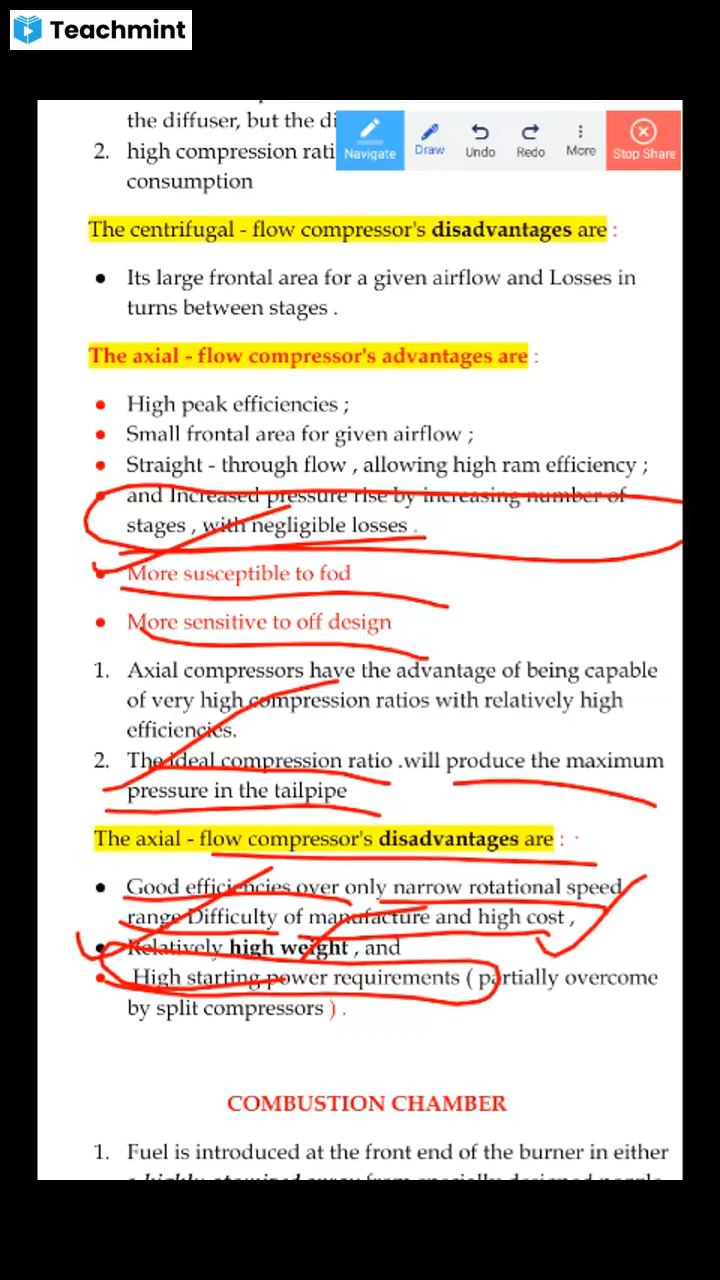 Teachmint
the diffuser, but the di
Navigate Draw Undo Redo More Stop Share
2. high compression rati
consumption
The centrifugal - flow compressor's disadvantages are :
● Its large frontal area for a given airflow and Losses in
turns between stages .
The axial - flow compressor's advantages are :
● High peak efficiencies ;
● Small frontal area for given airflow ;
● Straight - through flow , allowing high ram efficiency ;
● and Increased pressure rise by increasing number of
stages , with negligible losses .
● More susceptible to fod
● More sensitive to off design
1. Axial compressors have the advantage of being capable
of very high compression ratios with relatively high
efficiencies.
2. The ideal compression ratio .will produce the maximum
pressure in the tailpipe
The axial - flow compressor's disadvantages are :
● Good efficiencies over only narrow rotational speed
range Difficulty of manufacture and high cost ,
● Relatively high weight , and
● High starting power requirements ( partially overcome
by split compressors ) .
COMBUSTION CHAMBER
1. Fuel is introduced at the front end of the burner in either